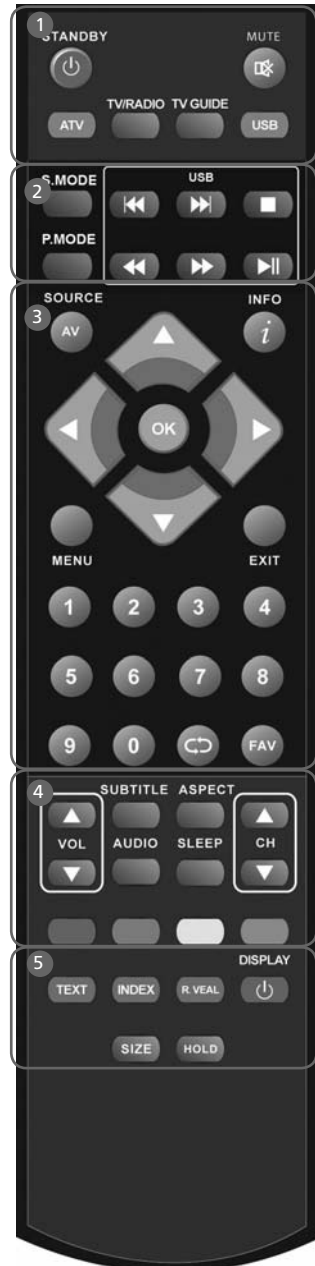 1
STANDBY MUTE
TV/RADIO TV GUIDE
ATV USB
2
S.MODE USB
P.MODE
3
SOURCE INFO
AV i
OK
MENU EXIT
1 2 3 4
5 6 7 8
9 0 FAV
4
SUBTITLE ASPECT
VOL AUDIO SLEEP CH
5
DISPLAY
TEXT INDEX R.VEAL
SIZE HOLD